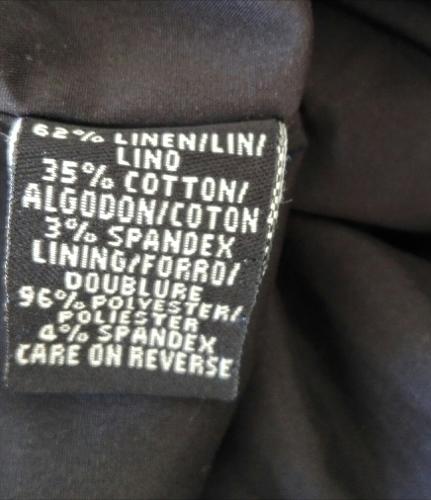 62% LINEN/LIN/
LINO
35% COTTON/
ALGODON/COTON
3% SPANDEX
LINING/FORRO/
DOUBLURE
96% POLYESTER/
POLIESTER
4% SPANDEX
CARE ON REVERSE